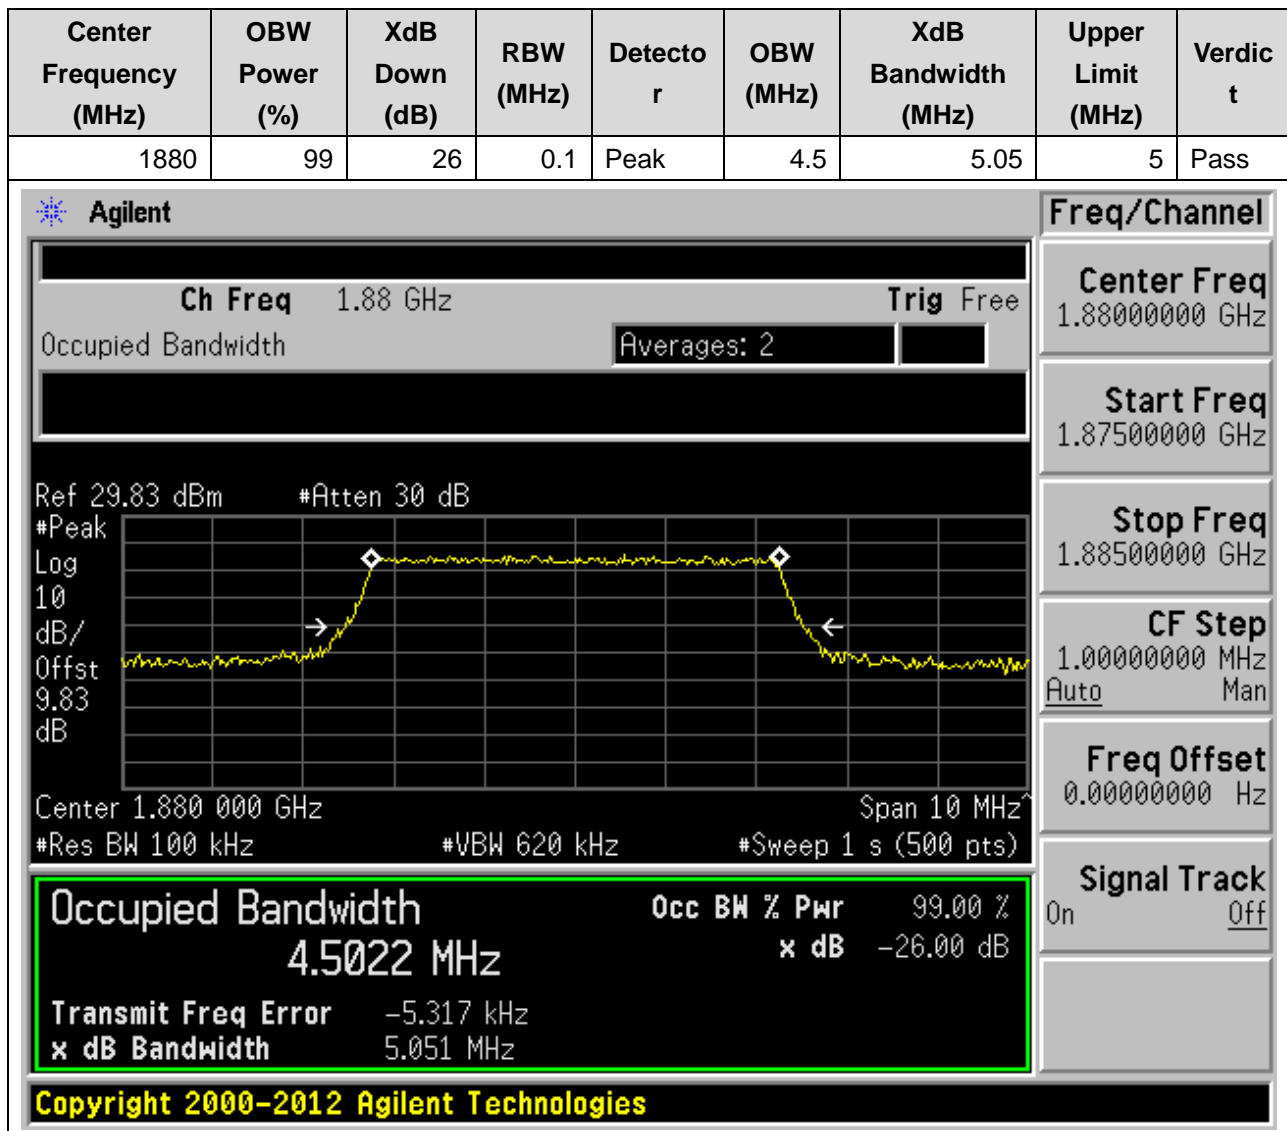 Center Frequency (MHz) OBW Power (%) XdB Down (dB) RBW (MHz) Detecto r OBW (MHz) XdB Bandwidth (MHz) Upper Limit (MHz) Verdic t
1880 99 26 0.1 Peak 4.5 5.05 5 Pass
Agilent
Freq/Channel
Ch Freq 1.88 GHz Trig Free
Occupied Bandwidth Averages: 2
Ref 29.83 dBm #Atten 30 dB
#Peak
Log
10
dB/
Offst
9.83
dB
Center 1.880 000 GHz Span 10 MHz^
#Res BW 100 kHz #VBW 620 kHz #Sweep 1 s (500 pts)
Occupied Bandwidth
4.5022 MHz
Occ BW % Pwr 99.00 %
x dB -26.00 dB
Transmit Freq Error -5.317 kHz
x dB Bandwidth 5.051 MHz
Center Freq
1.88000000 GHz
Start Freq
1.87500000 GHz
Stop Freq
1.88500000 GHz
CF Step
1.00000000 MHz
Auto Man
Freq Offset
0.00000000 Hz
Signal Track
On Off
Copyright 2000-2012 Agilent Technologies